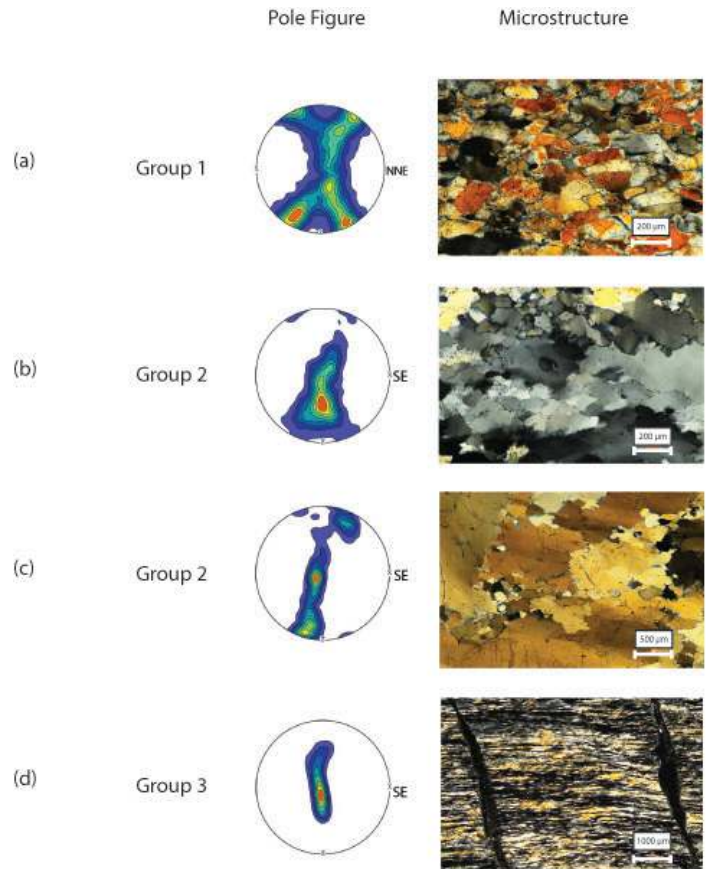 Pole Figure Microstructure
(a) Group 1 NNE 200 µm
(b) Group 2 SE 200 µm
(c) Group 2 SE 500 µm
(d) Group 3 SE 1000 µm